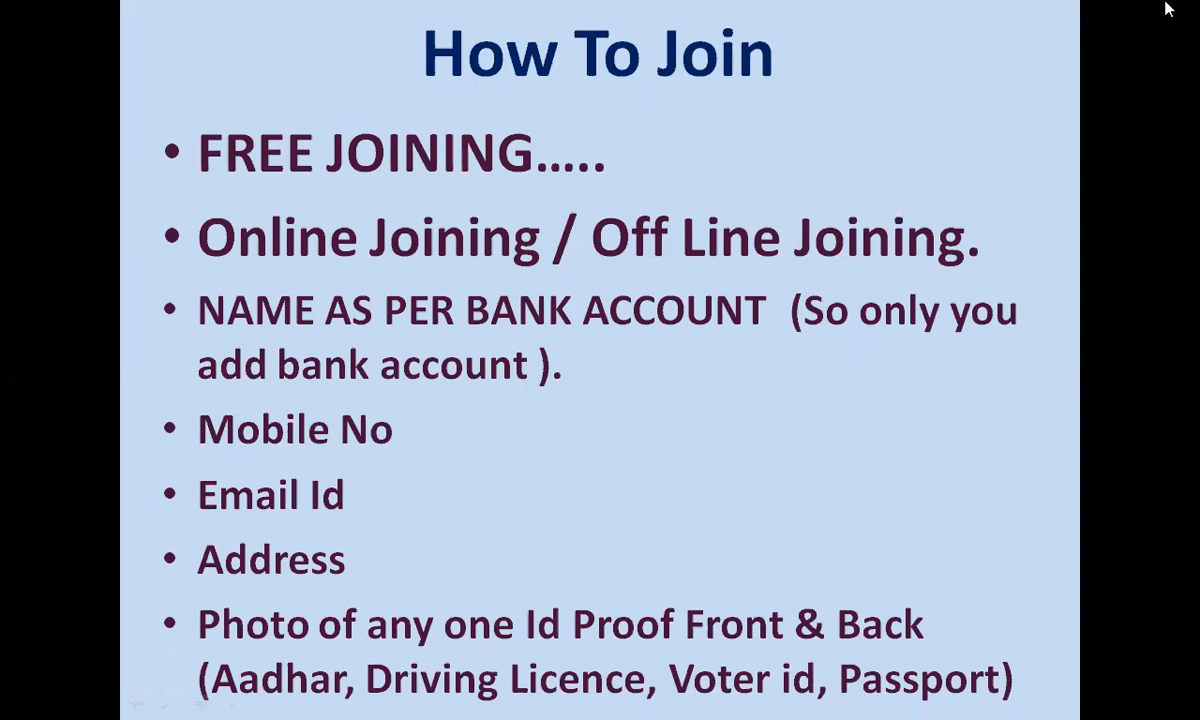 How To Join
• FREE JOINING.....
• Online Joining / Off Line Joining.
• NAME AS PER BANK ACCOUNT (So only you
add bank account ).
• Mobile No
• Email Id
• Address
• Photo of any one Id Proof Front & Back
(Aadhar, Driving Licence, Voter id, Passport)